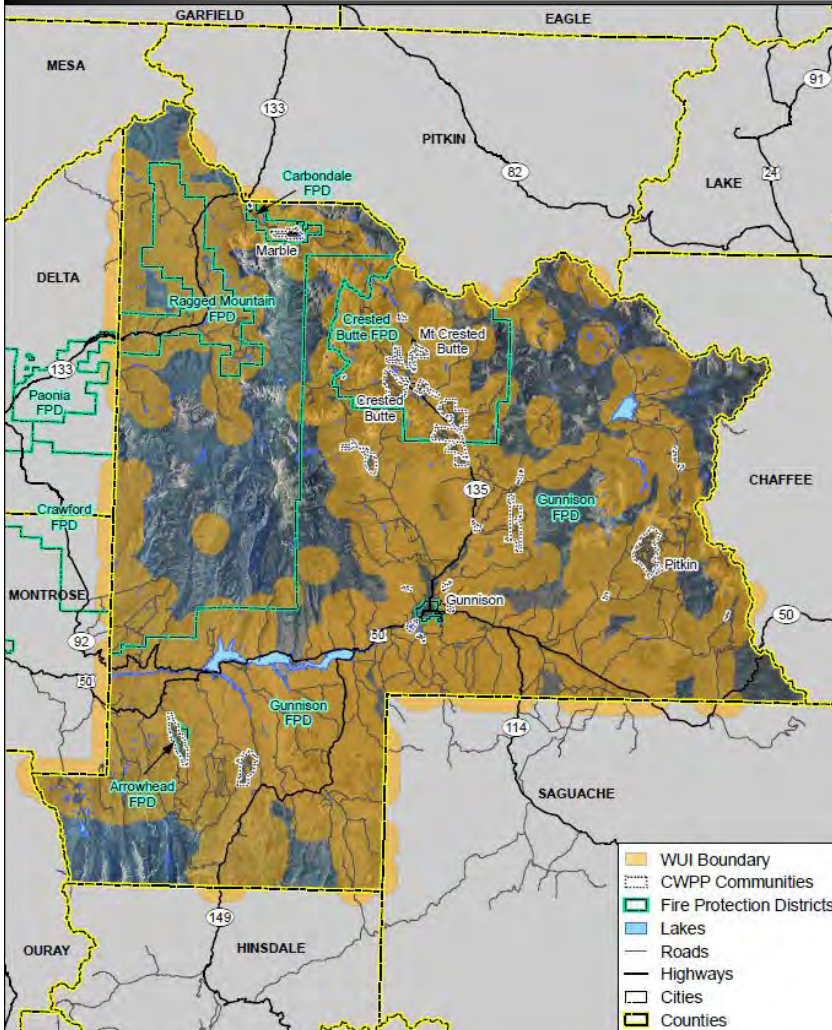 GARFIELD
EAGLE
MESA
91
133
PITKIN
82
LAKE
24
Carbondale
FPD
Marble
DELTA
Ragged Mountain
FPD
Crested
Butte FPD
Mt Crested
Butte
133
Paonia
FPD
Crested
Butte
CHAFFEE
135
Gunnison
FPD
Crawford
FPD
Pitkin
MONTROSE
Gunnison
50
92
50
50
Gunnison
FPD
114
Arrowhead
FPD
SAGUACHE
149
OURAY
HINSDALE
WUI Boundary
CWPP Communities
Fire Protection Districts
Lakes
Roads
Highways
Cities
Counties